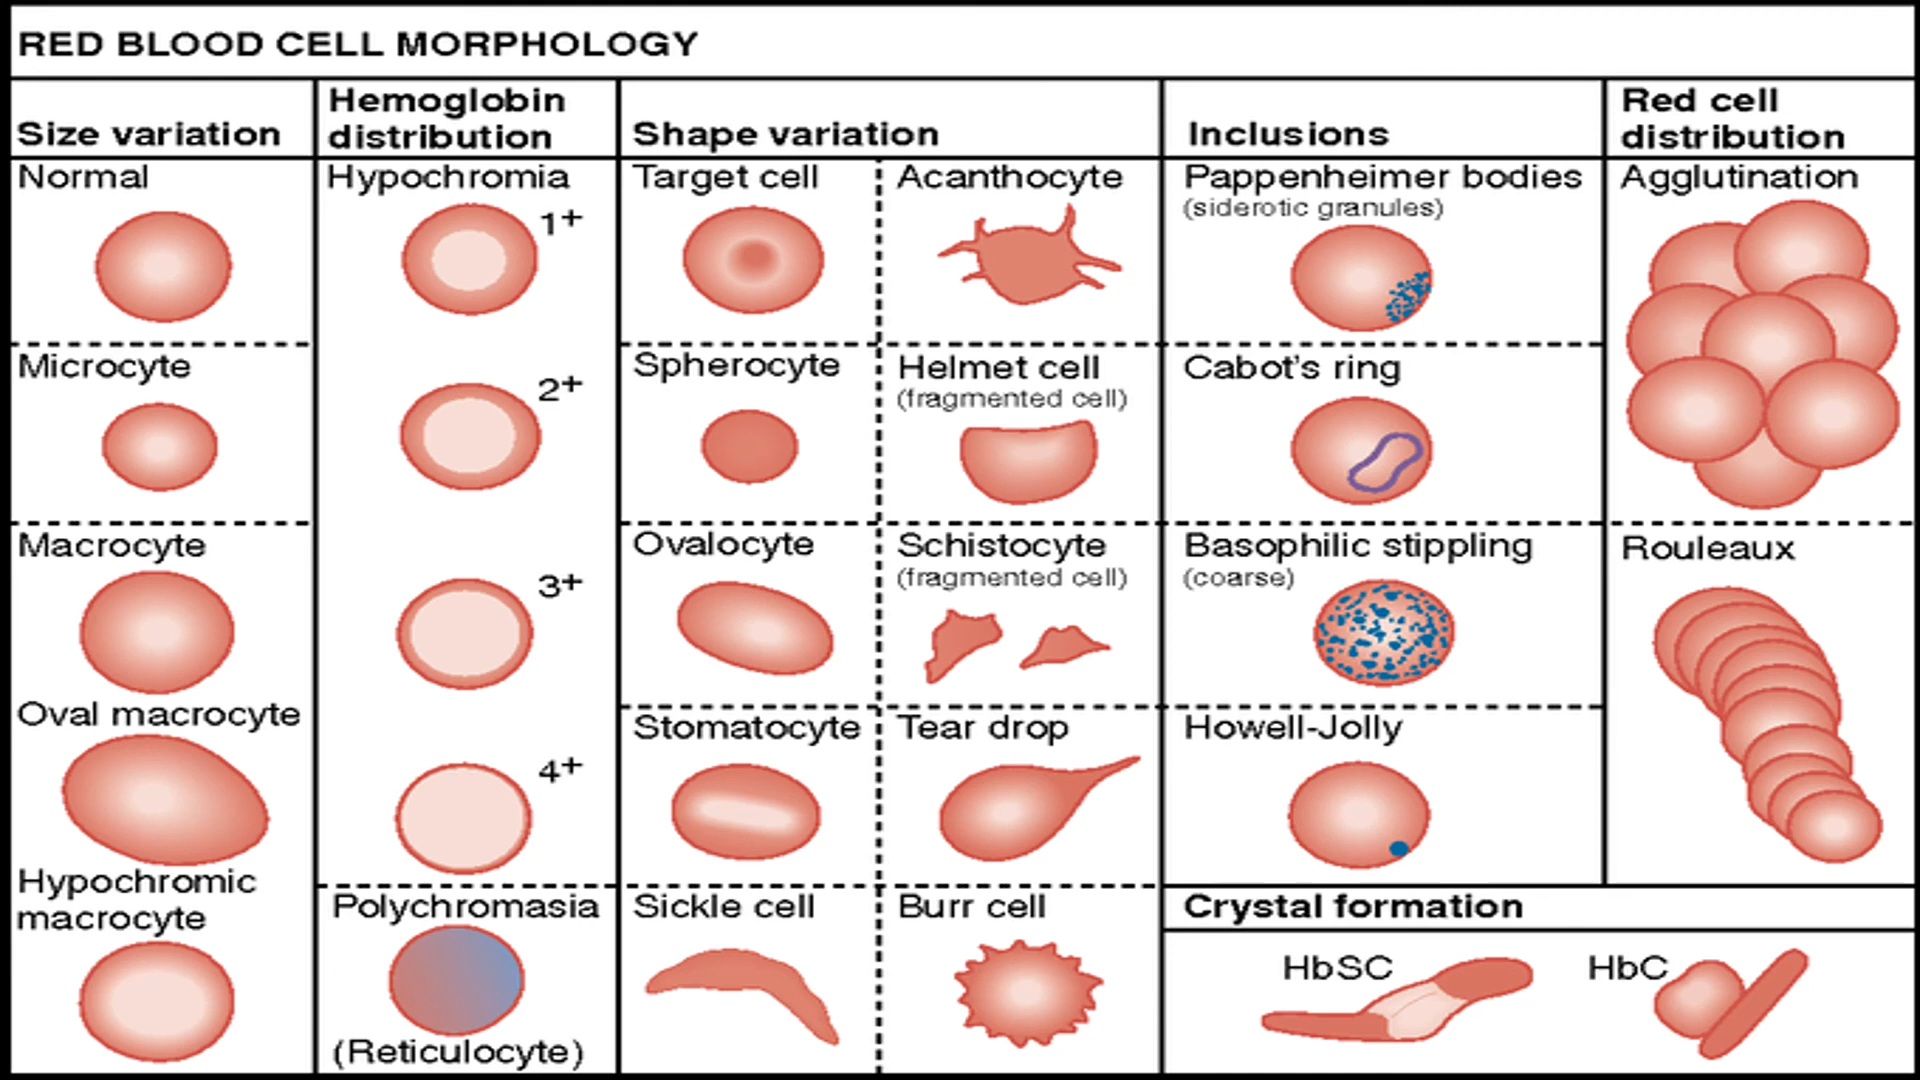 RED BLOOD CELL MORPHOLOGY
Size variation
Normal
Microcyte
Macrocyte
Oval macrocyte
Hypochromic
macrocyte
Hemoglobin
distribution
Hypochromia
1+
2+
3+
4+
Polychromasia
(Reticulocyte)
Shape variation
Target cell
Spherocyte
Ovalocyte
Stomatocyte
Sickle cell
Acanthocyte
Helmet cell
(fragmented cell)
Schistocyte
(fragmented cell)
Tear drop
Burr cell
Inclusions
Pappenheimer bodies
(siderotic granules)
Cabot's ring
Basophilic stippling
(coarse)
Howell-Jolly
Red cell
distribution
Agglutination
Rouleaux
Crystal formation
HbSC
HbC